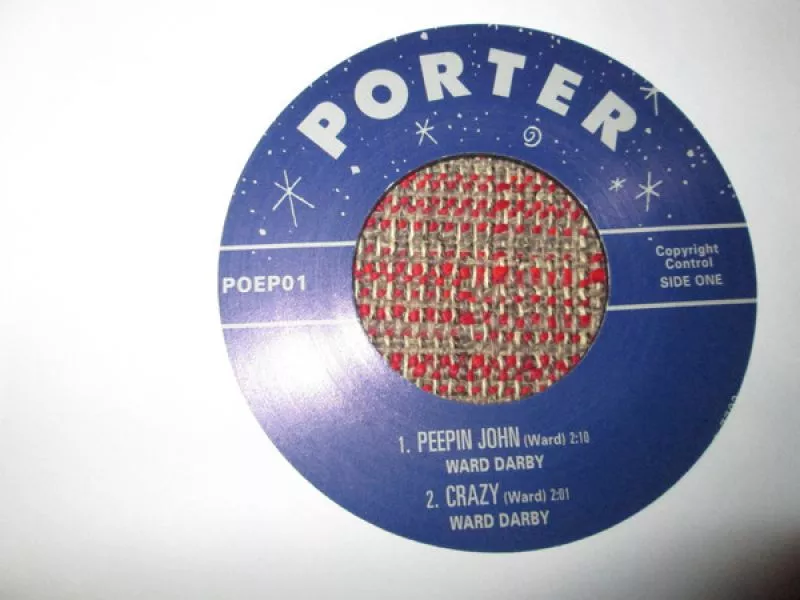 PORTER
POEP01
Copyright
Control
SIDE ONE
1. PEEPIN JOHN (Ward) 2:10
WARD DARBY
2. CRAZY (Ward) 2:01
WARD DARBY